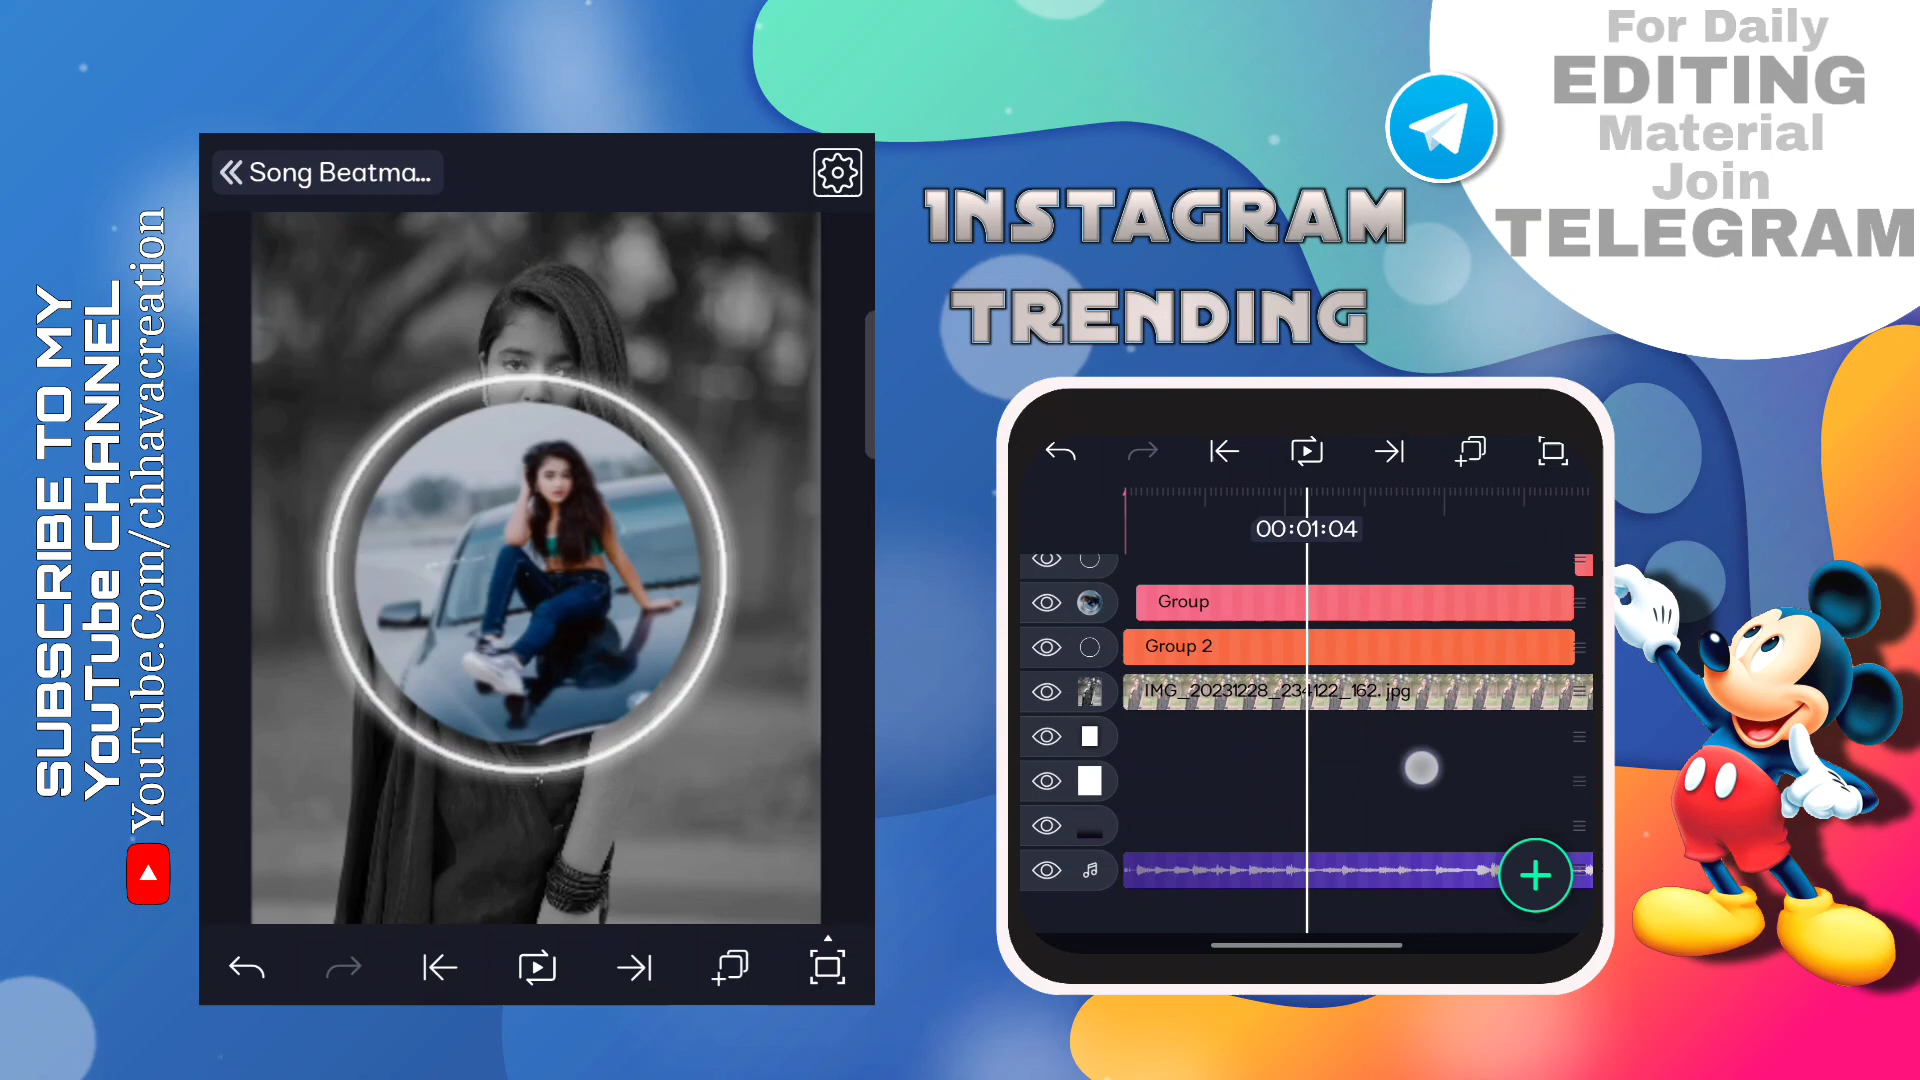 SUBSCRIBE TO MY
YouTube CHANNEL
YouTube.Com/chhavacreation
Song Beatma...
INSTAGRAM
TRENDING
For Daily
EDITING
Material
Join
TELEGRAM
00:01:04
Group
Group 2
IMG_20231228_234122_162.jpg